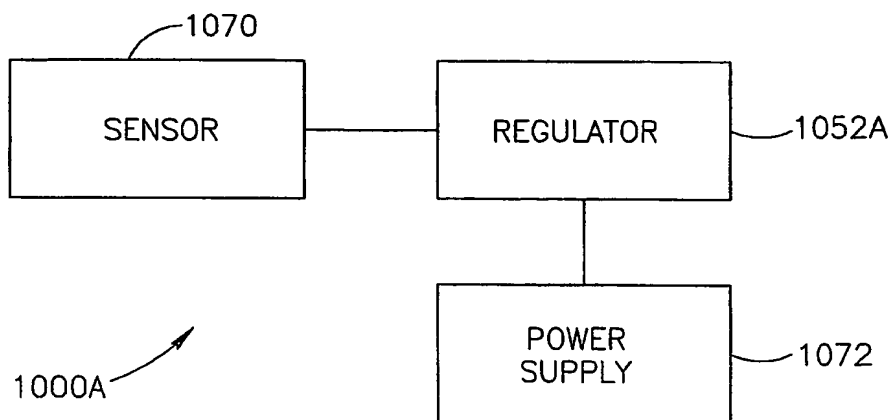 1070
SENSOR
REGULATOR
1052A
POWER
SUPPLY
1072
1000A